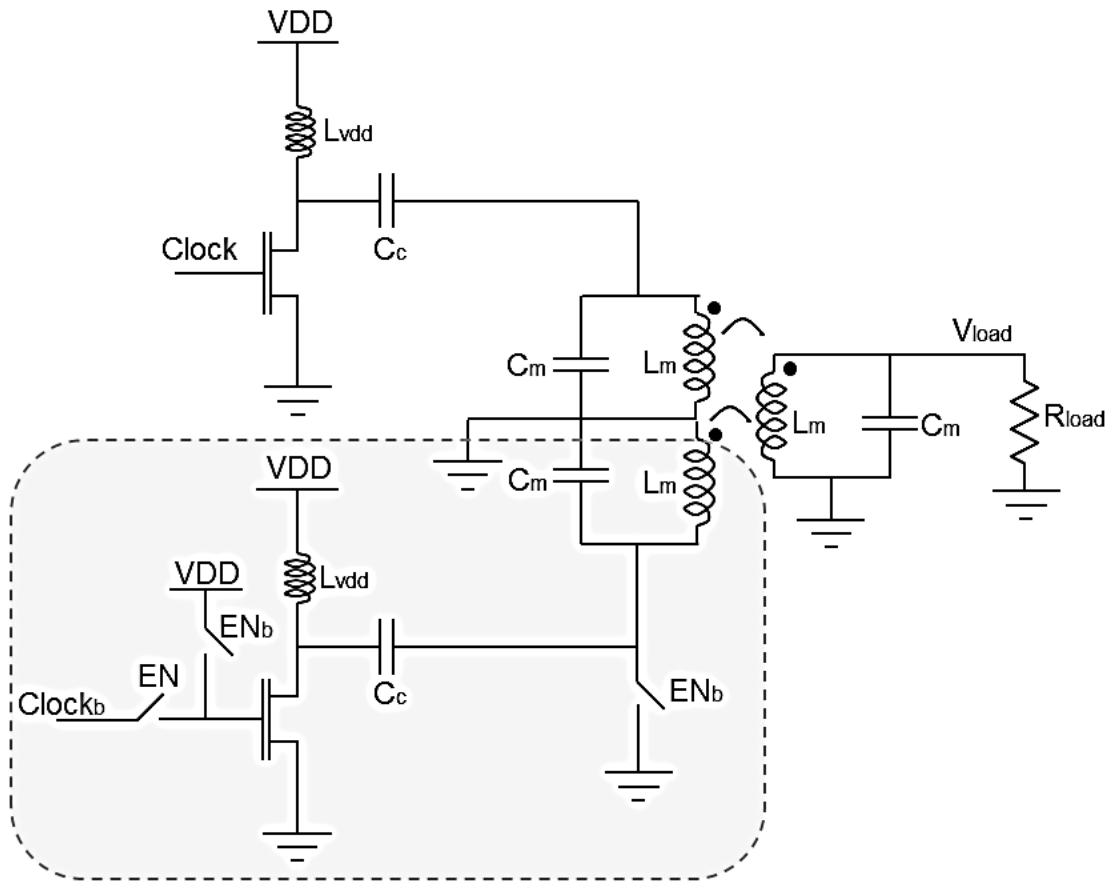 VDD
Lvdd
Cc
Clock
Vload
Cm
Lm
Lm
Cm
Rload
VDD
Cm
Lm
VDD
Lvdd
ENb
EN
Clockb
Cc
ENb